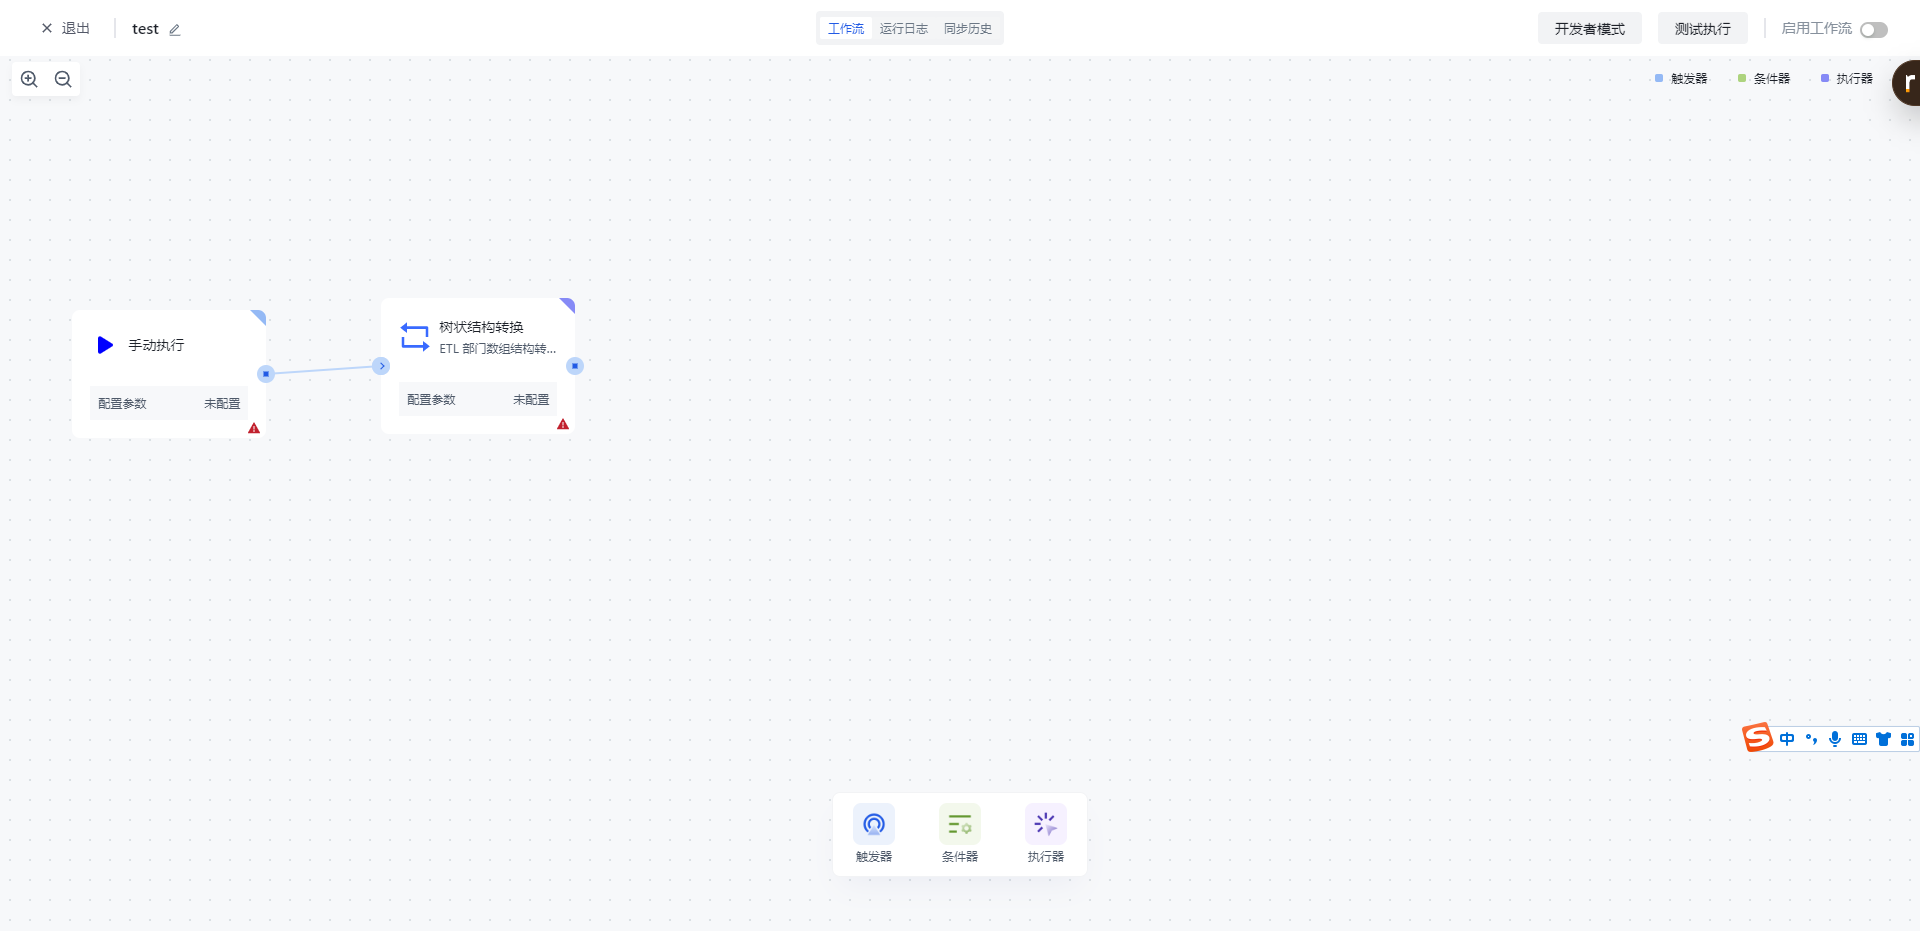 退出
test
工作流 运行日志 同步历史
开发者模式
测试执行
启用工作流
触发器 条件器 执行器
r
手动执行
配置参数 未配置
树状结构转换
ETL 部门数组结构转...
配置参数 未配置
S 中
触发器 条件器 执行器